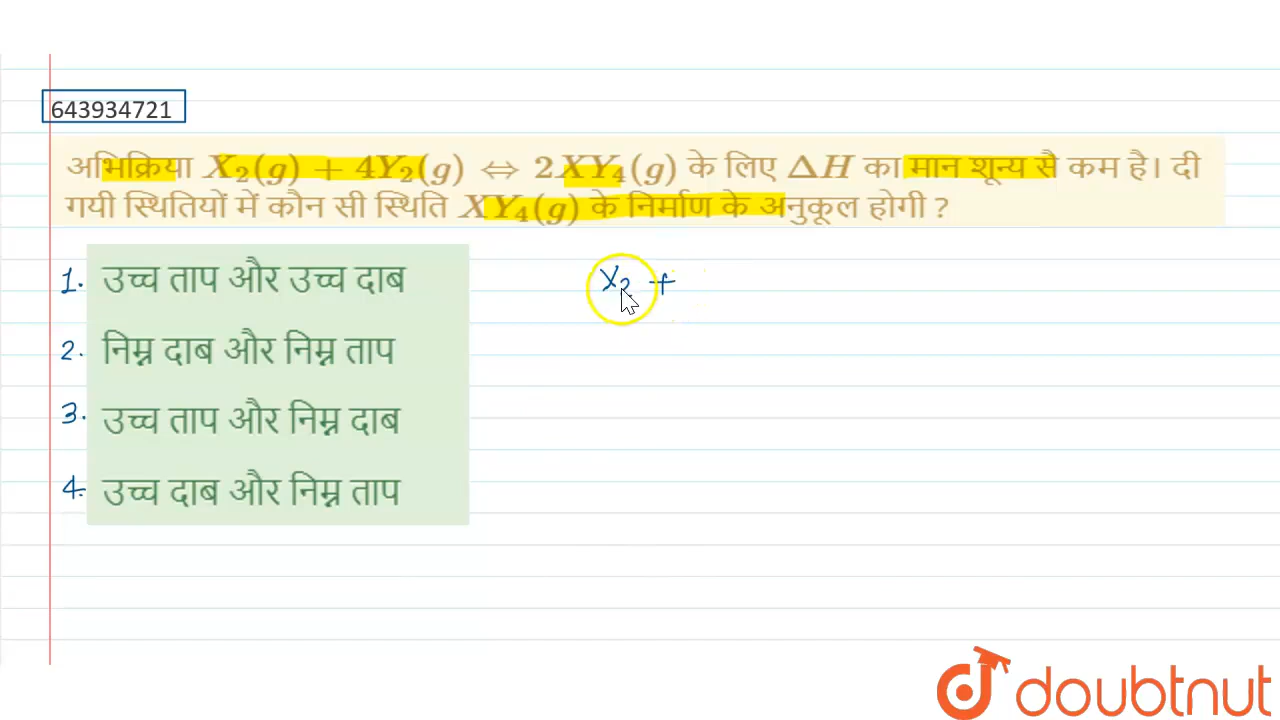 643934721
अभिक्रिया X₂(g) + 4Y₂(g) ⇔ 2XY₄(g) के लिए ΔH का मान शून्य सै कम है। दी
गयी स्थितियों में कौन सी स्थिति XY₄(g) के निर्माण के अनुकूल होगी ?
1. उच्च ताप और उच्च दाब
X₂ +
2. निम्न दाब और निम्न ताप
3. उच्च ताप और निम्न दाब
4. उच्च दाब और निम्न ताप
doubtnut